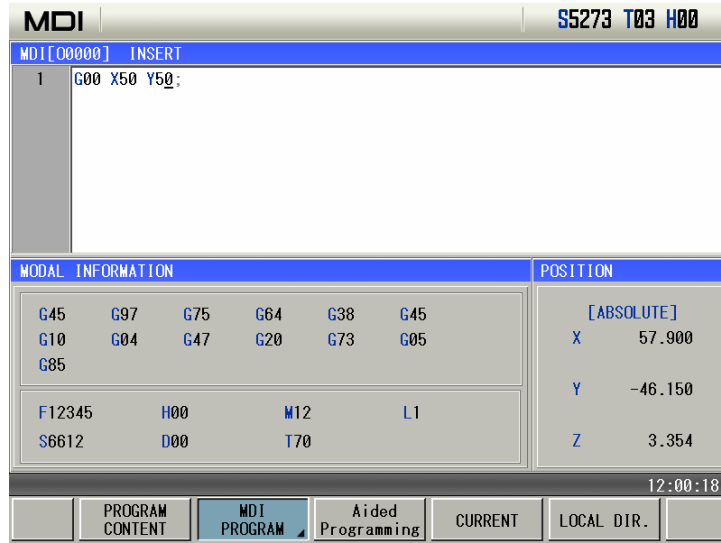 MDI S5273 T03 H00
MDI[O0000] INSERT
1 G00 X50 Y50;
MODAL INFORMATION
G45 G97 G75 G64 G38 G45
G10 G04 G47 G20 G73 G05
G85
F12345 H00 M12 L1
S6612 D00 T70
POSITION
[ABSOLUTE]
X 57.900
Y -46.150
Z 3.354
12:00:18
PROGRAM
CONTENT
MDI
PROGRAM
Aided
Programming
CURRENT
LOCAL DIR.